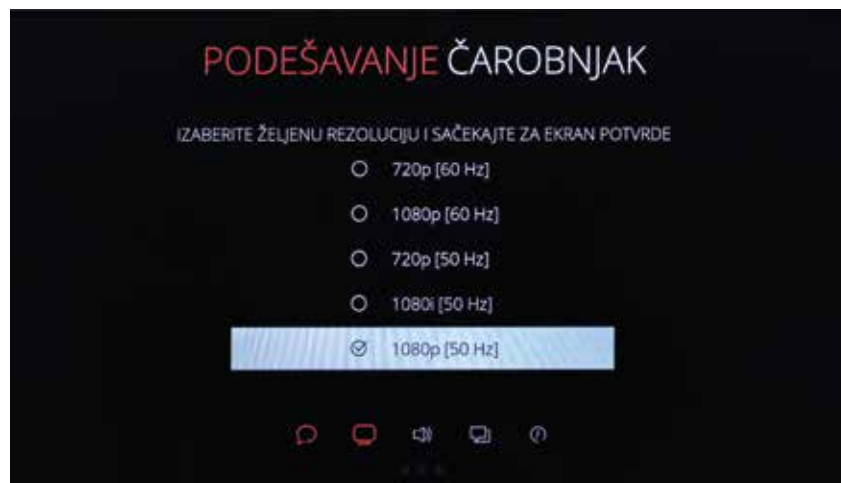 PODEŠAVANJE ČAROBNJAK
IZABERITE ŽELJENU REZOLUCIJU I SAČEKAJTE ZA EKRAN POTVRDE
720p [60 Hz]
1080p [60 Hz]
720p [50 Hz]
1080i [50 Hz]
1080p [50 Hz]